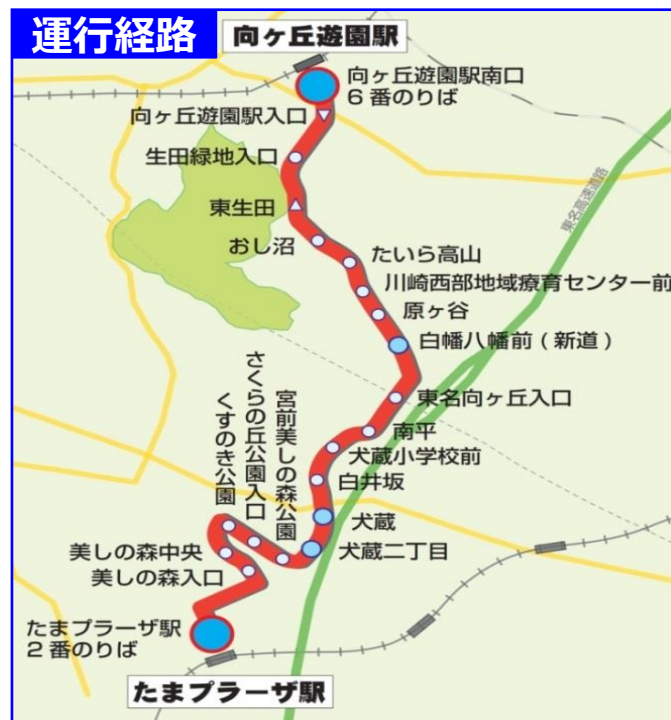 運行経路
向ヶ丘遊園駅
向ヶ丘遊園駅南口
6番のりば
向ヶ丘遊園駅入口
生田緑地入口
東名高速道路
東生田
おし沼
たいら高山
川崎西部地域療育センター前
原ヶ谷
白幡八幡前(新道)
東名向ヶ丘入口
南平
犬蔵小学校前
白井坂
宮前美しの森公園
さくらの丘公園入口
くすのき公園
犬蔵
犬蔵二丁目
美しの森中央
美しの森入口
たまプラーザ駅
2番のりば
たまプラーザ駅